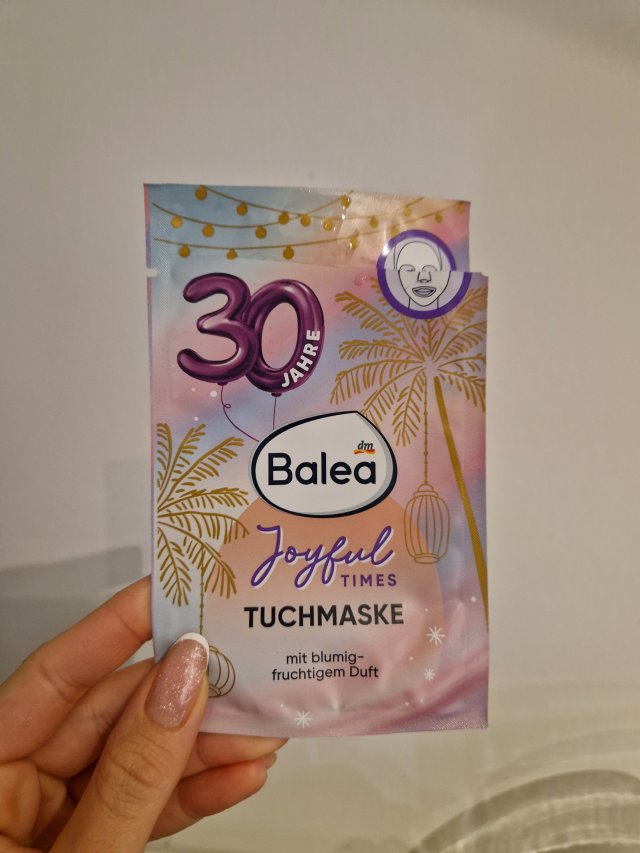 30
JAHRE
dm
Balea
Joyful
TIMES
TUCHMASKE
mit blumig-
fruchtigem Duft